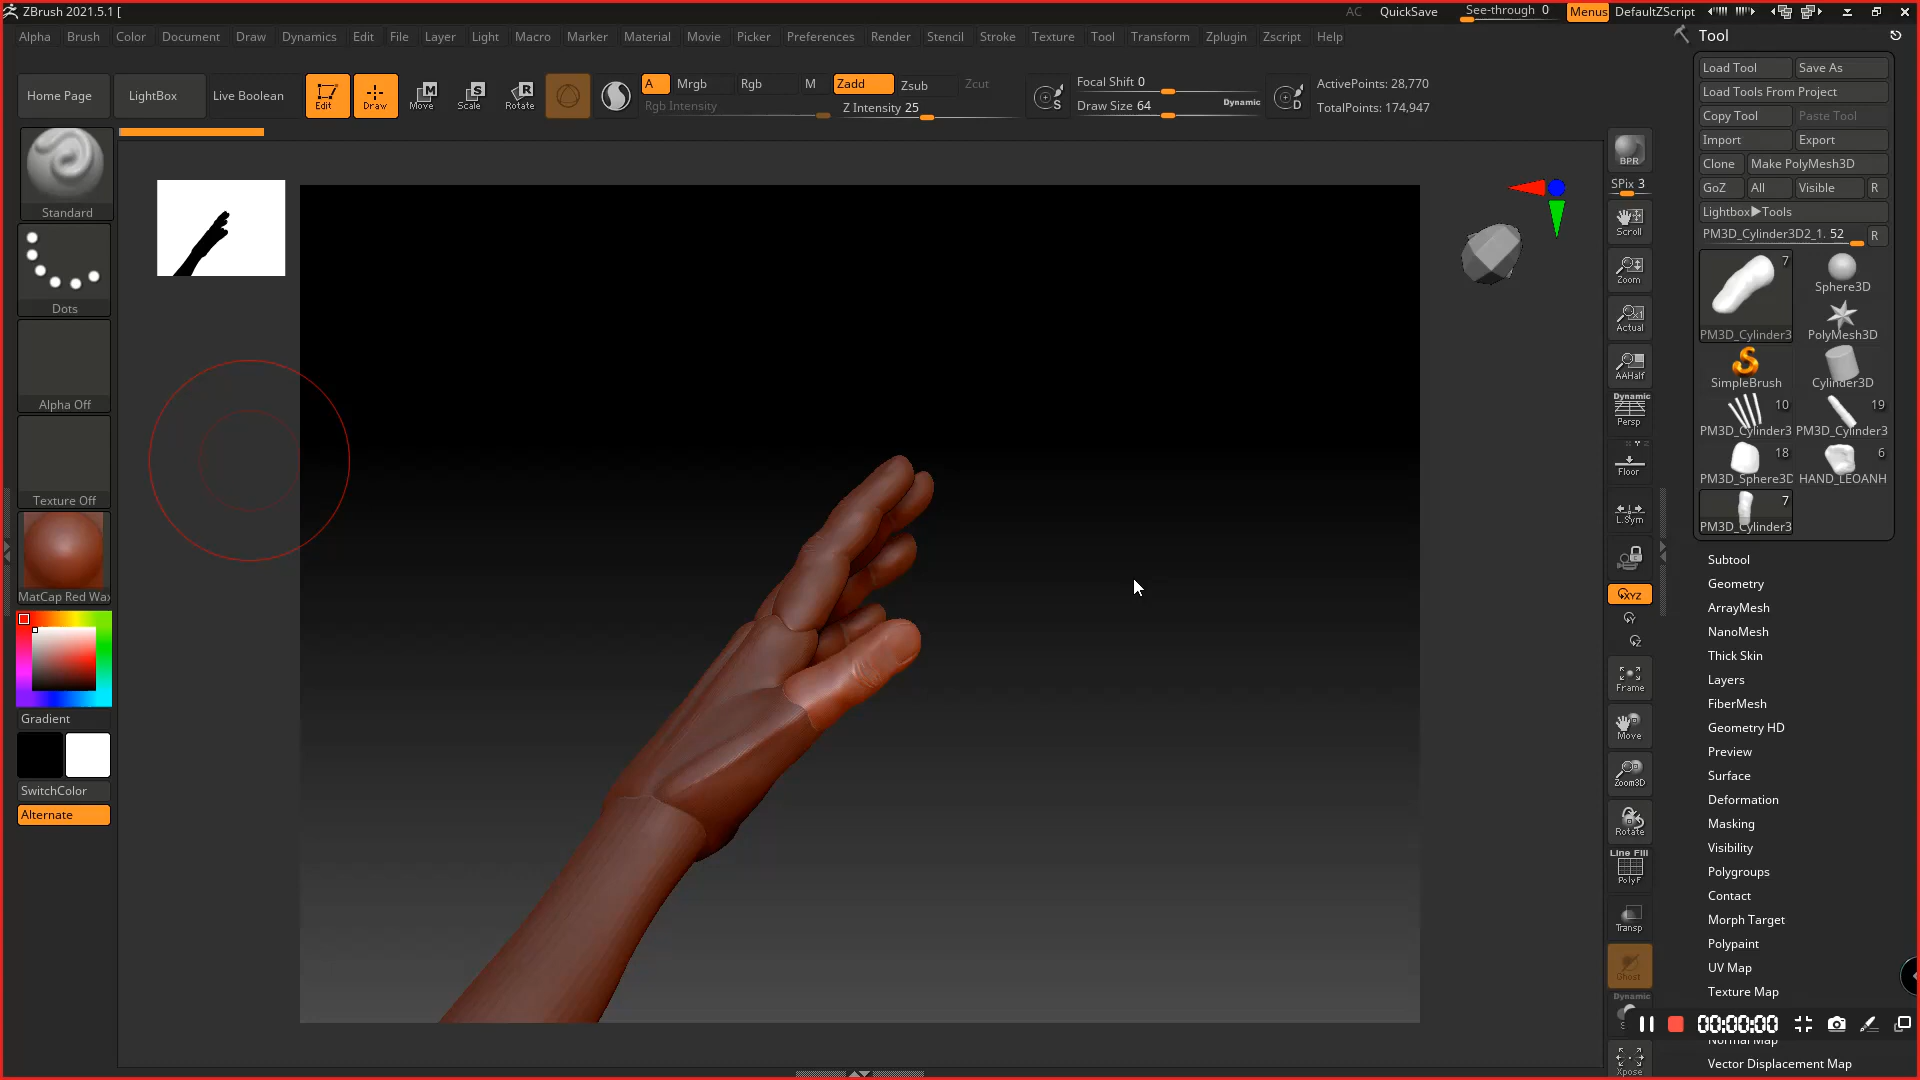 ZBrush 2021.5.1 [
AC QuickSave See-through 0 Menus DefaultZScript
Alpha Brush Color Document Draw Dynamics Edit File Layer Light Macro Marker Material Movie Picker Preferences Render Stencil Stroke Texture Tool Transform Zplugin Zscript Help
Tool
Home Page LightBox Live Boolean Edit Draw Move Scale Rotate
A Mrgb Rgb M Zadd Zsub Zcut
Rgb Intensity Z Intensity 25
S Focal Shift 0
Draw Size 64 Dynamic
D ActivePoints: 28,770
TotalPoints: 174,947
Standard
Dots
Alpha Off
Texture Off
MatCap Red Wax
Gradient
SwitchColor
Alternate
BPR
SPix 3
Scroll
Zoom
Actual
AAHalf
Dynamic
Persp
Floor
L.Sym
XYZ
Y
Z
Frame
Move
Zoom3D
Rotate
Line Fill
PolyF
Transp
Ghost
Dynamic
S
Xpose
Load Tool Save As
Load Tools From Project
Copy Tool Paste Tool
Import Export
Clone Make PolyMesh3D
GoZ All Visible R
Lightbox▶Tools
PM3D_Cylinder3D2_1. 52 R
7
Sphere3D
PM3D_Cylinder3 PolyMesh3D
SimpleBrush Cylinder3D
10 19
PM3D_Cylinder3 PM3D_Cylinder3
18 6
PM3D_Sphere3D HAND_LEOANH
7
PM3D_Cylinder3
Subtool
Geometry
ArrayMesh
NanoMesh
Thick Skin
Layers
FiberMesh
Geometry HD
Preview
Surface
Deformation
Masking
Visibility
Polygroups
Contact
Morph Target
Polypaint
UV Map
Texture Map
00:00:00
Normal Map
Vector Displacement Map